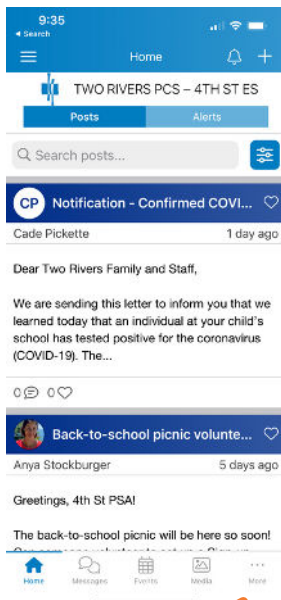 9:35
◄ Search
Home
TWO RIVERS PCS – 4TH ST ES
Posts
Alerts
Search posts...
CP
Notification - Confirmed COVI...
Cade Pickette
1 day ago
Dear Two Rivers Family and Staff,
We are sending this letter to inform you that we
learned today that an individual at your child's
school has tested positive for the coronavirus
(COVID-19). The...
0
0
Back-to-school picnic volunte...
Anya Stockburger
5 days ago
Greetings, 4th St PSA!
The back-to-school picnic will be here so soon!
Home
Messages
Events
Media
More